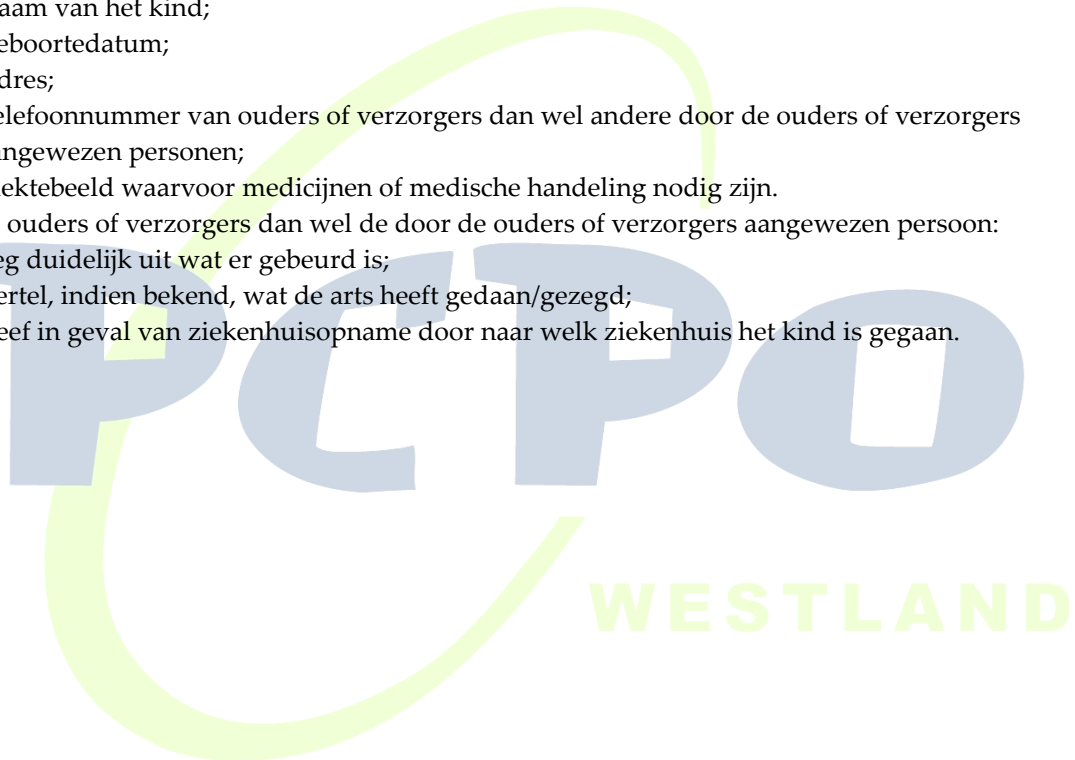 aam van het kind;
eboortedatum;
dres;
elefoonnummer van ouders of verzorgers dan wel andere door de ouders of verzorgers
angewezen personen;
iektebeeld waarvoor medicijnen of medische handeling nodig zijn.
ouders of verzorgers dan wel de door de ouders of verzorgers aangewezen persoon:
eg duidelijk uit wat er gebeurd is;
ertel, indien bekend, wat de arts heeft gedaan/gezegd;
eef in geval van ziekenhuisopname door naar welk ziekenhuis het kind is gegaan.
PCPO
WESTLAND